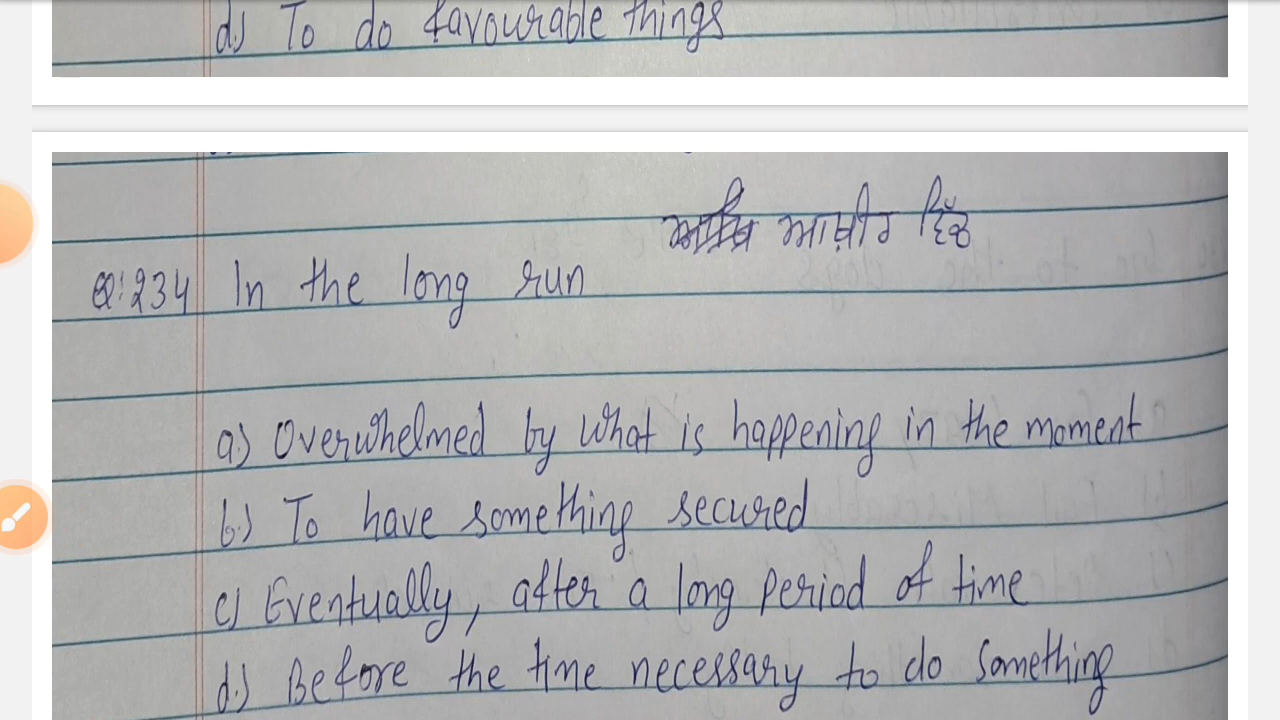 d.) To do favourable things
ਆਖੀਰ ਵਿੱਚ
Q:234 In the long run
a) Overwhelmed by what is happening in the moment
b.) To have something secured
c) Eventually, after a long period of time
d.) Before the time necessary to do something